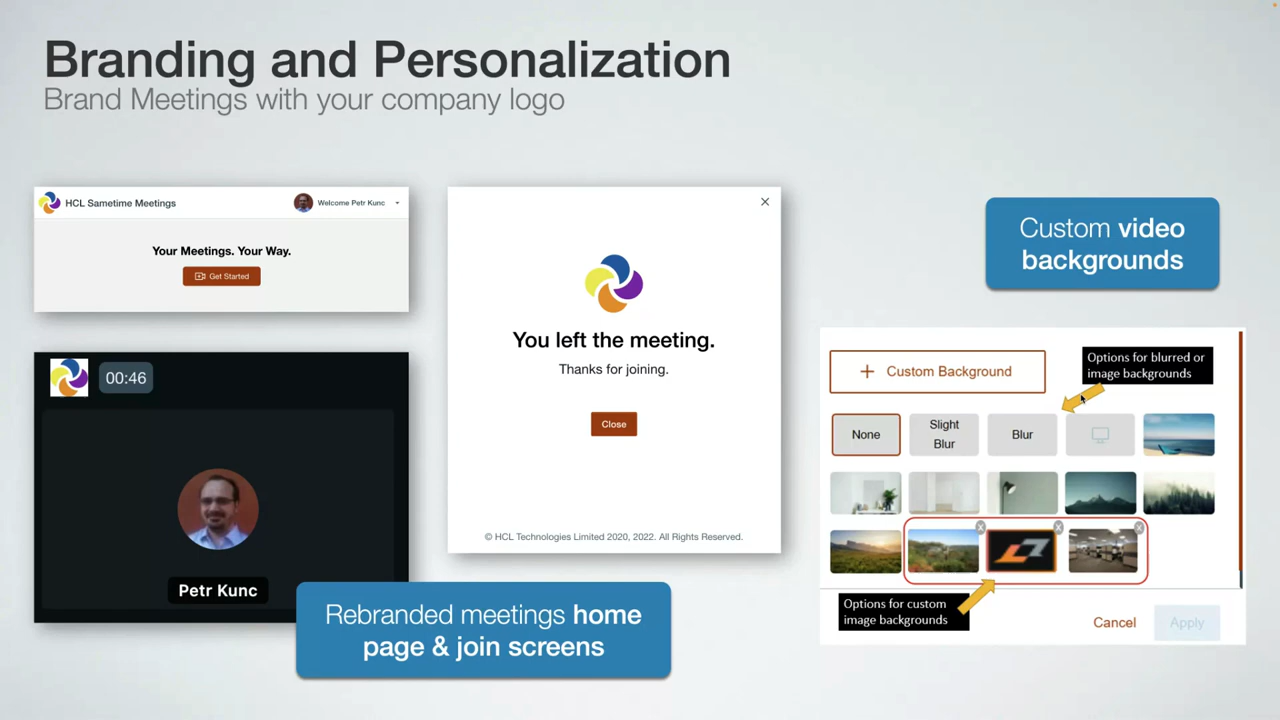 Branding and Personalization
Brand Meetings with your company logo
HCL Sametime Meetings
Welcome Petr Kunc
Your Meetings. Your Way.
Get Started
00:46
Petr Kunc
You left the meeting.
Thanks for joining.
Close
© HCL Technologies Limited 2020, 2022. All Rights Reserved.
Rebranded meetings home
page & join screens
Custom video
backgrounds
+ Custom Background
Options for blurred or
image backgrounds
None
Slight
Blur
Blur
Options for custom
image backgrounds
Cancel
Apply